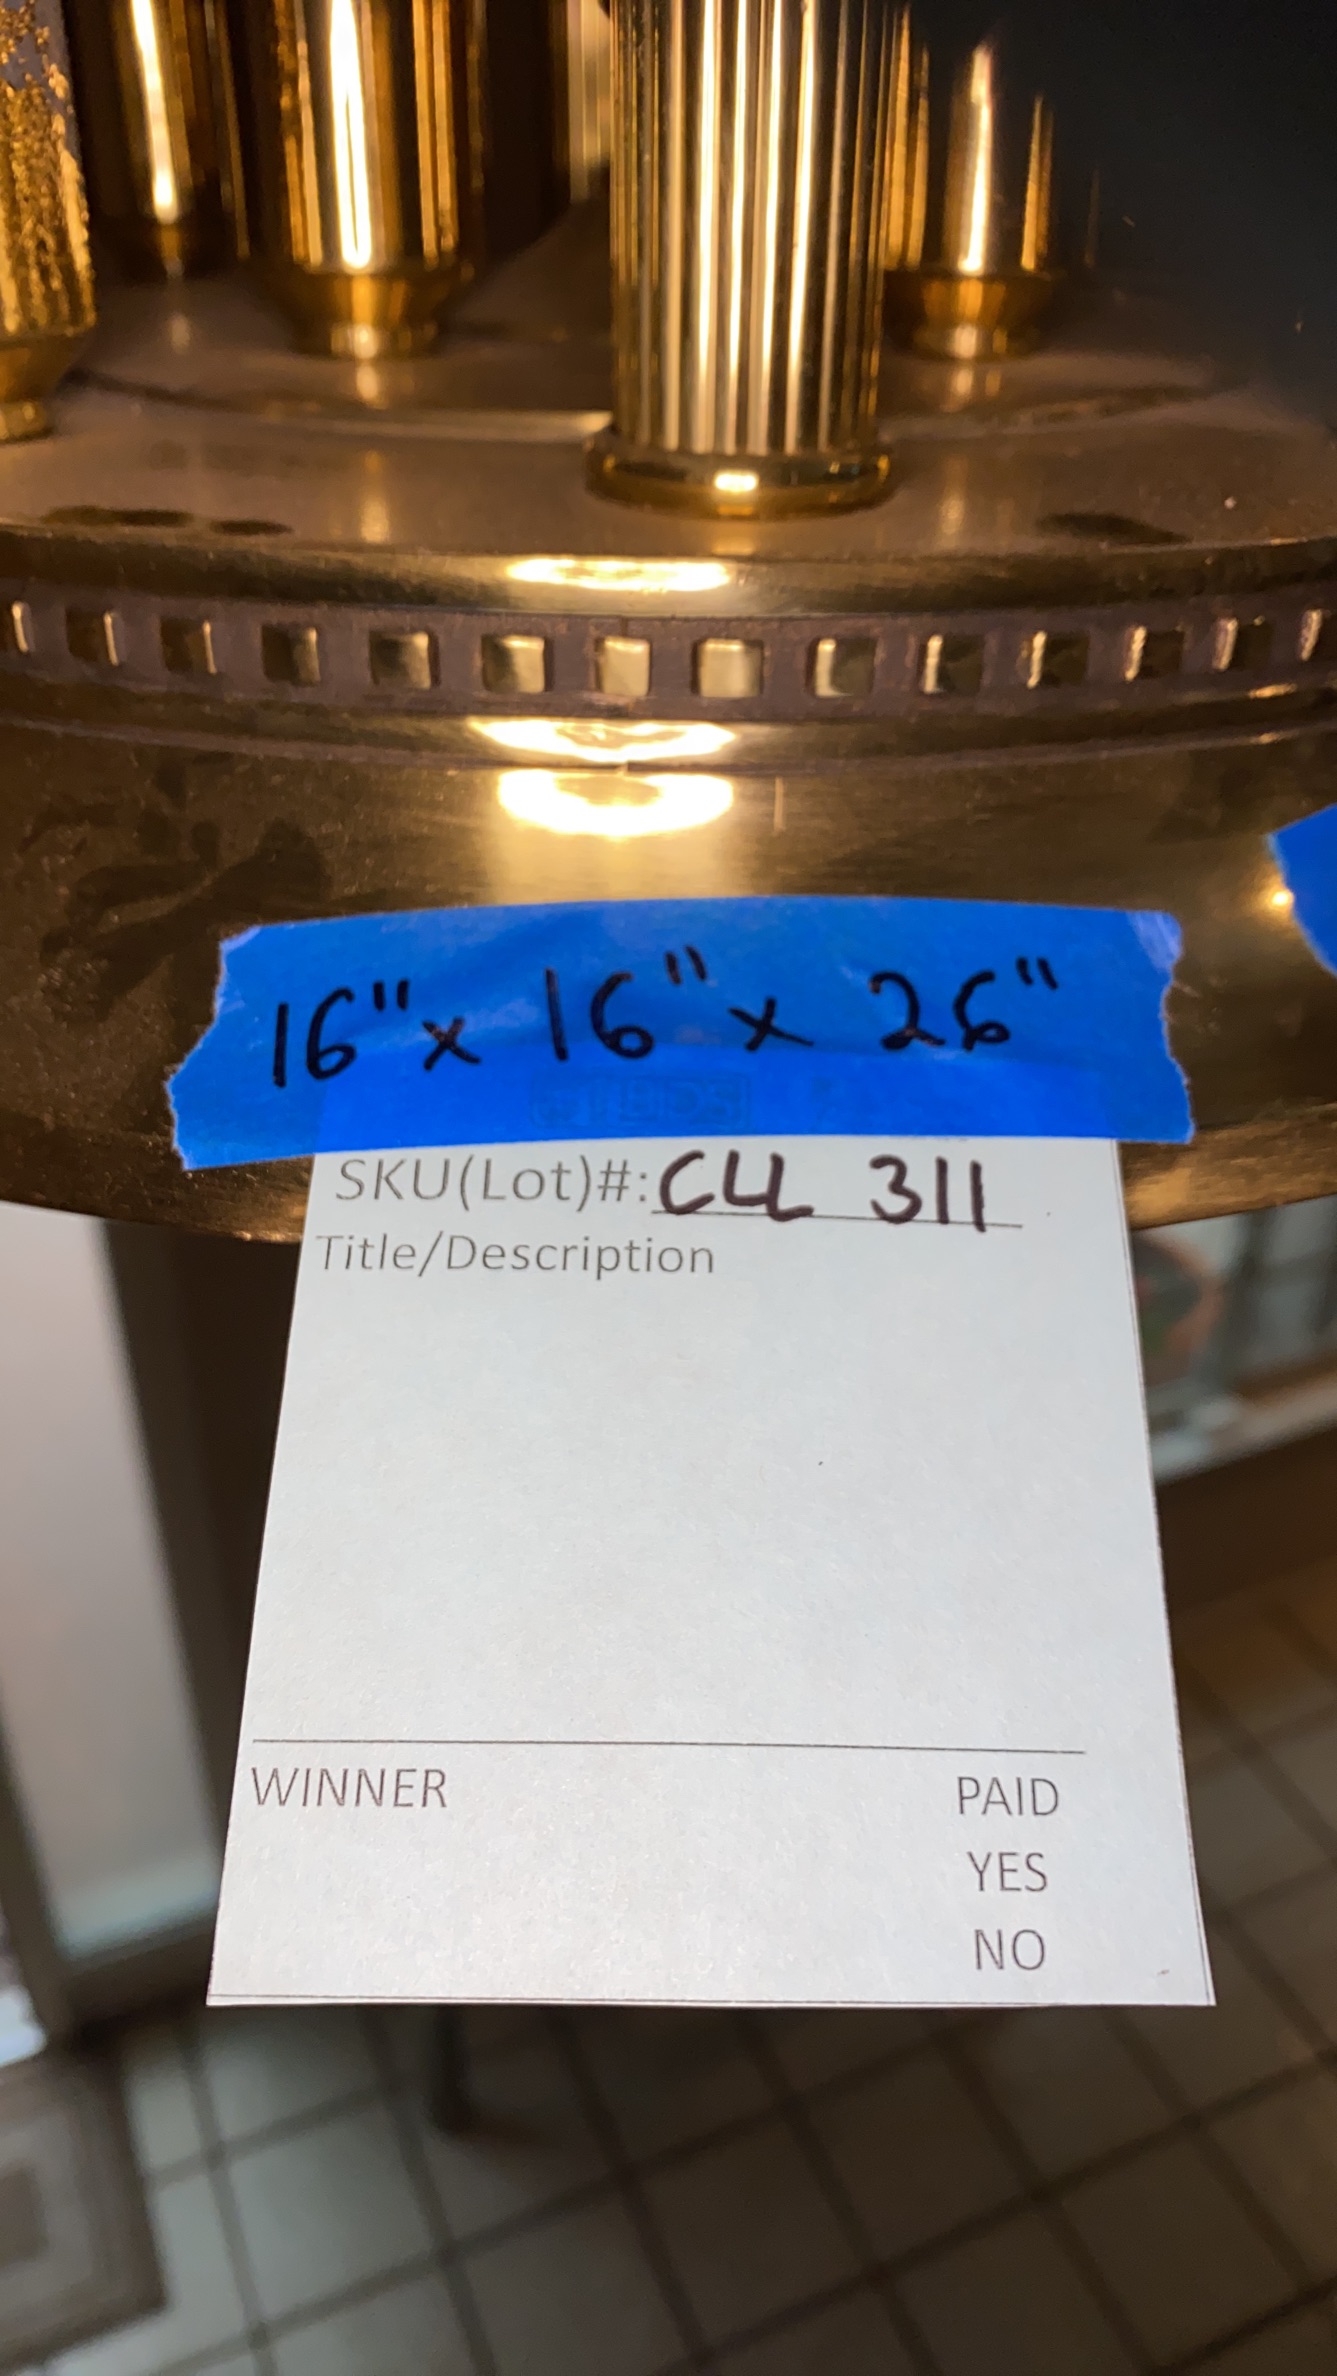 16" x 16" x 26"
SKU(Lot)#: CLL 311
Title/Description
WINNER
PAID
YES
NO